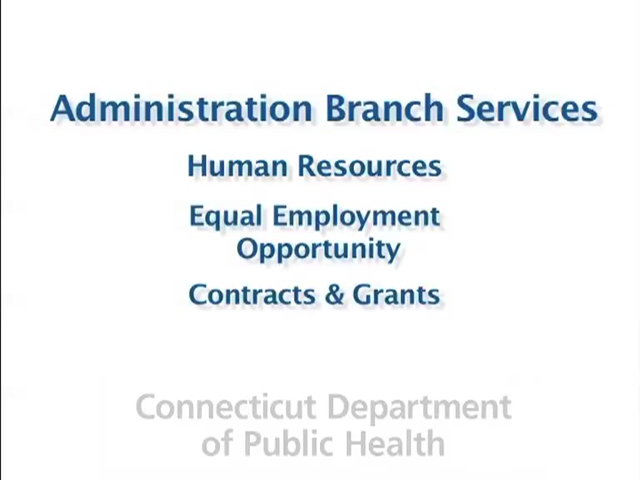 Administration Branch Services
Human Resources
Equal Employment
Opportunity
Contracts & Grants
Connecticut Department
of Public Health